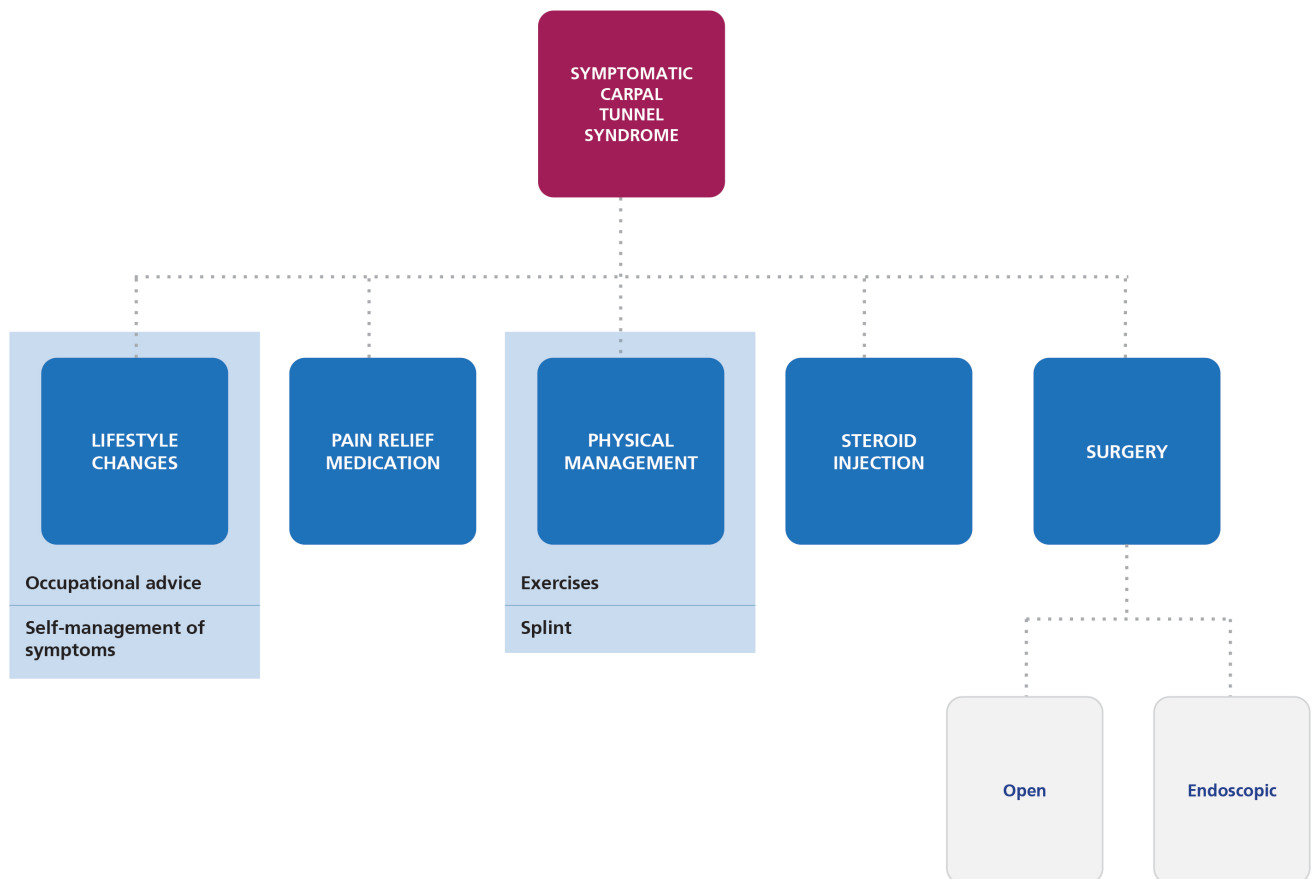 SYMPTOMATIC
CARPAL
TUNNEL
SYNDROME
LIFESTYLE
CHANGES
Occupational advice
Self-management of
symptoms
PAIN RELIEF
MEDICATION
PHYSICAL
MANAGEMENT
Exercises
Splint
STEROID
INJECTION
SURGERY
Open
Endoscopic